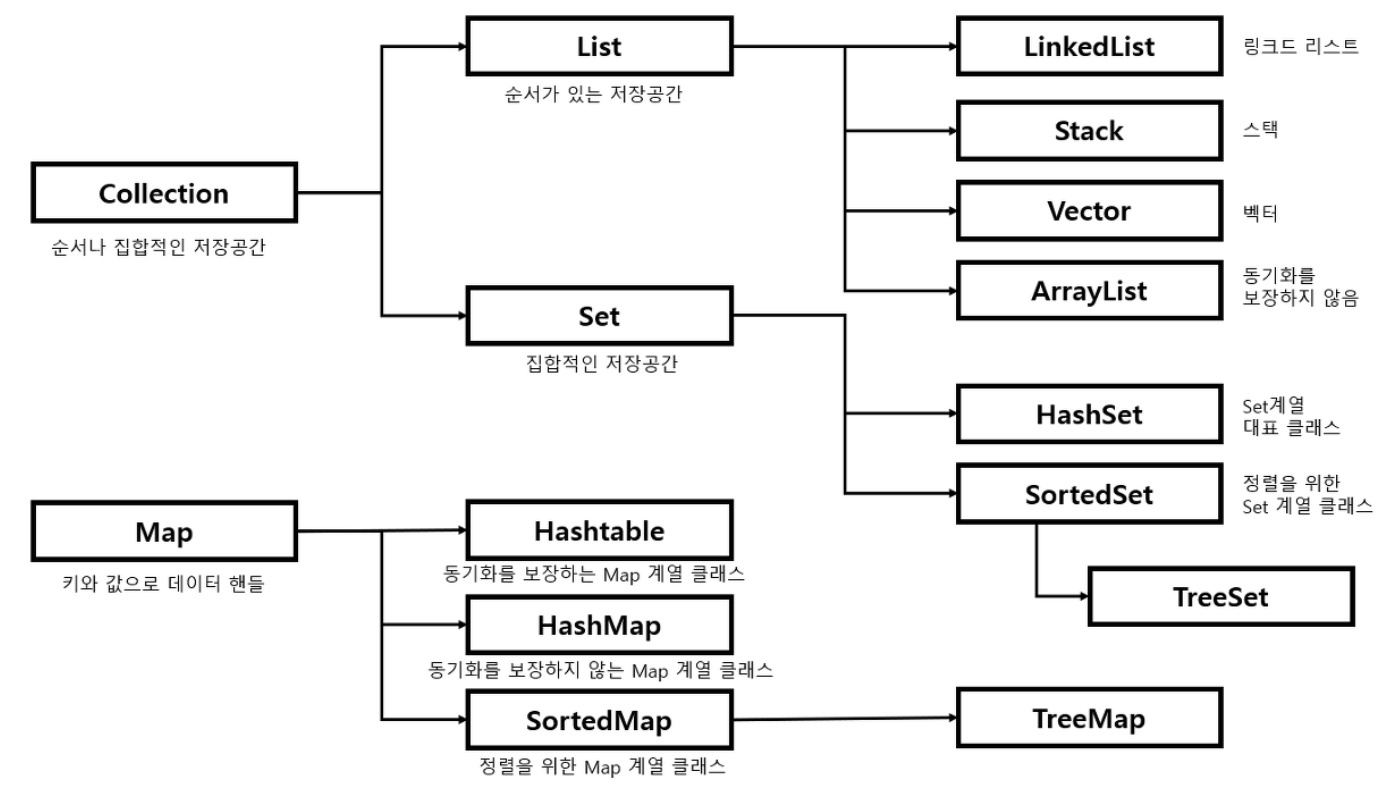 List
순서가 있는 저장공간
LinkedList
링크드 리스트
Stack
스택
Collection
순서나 집합적인 저장공간
Vector
벡터
ArrayList
동기화를
보장하지 않음
Set
집합적인 저장공간
HashSet
Set계열
대표 클래스
SortedSet
정렬을 위한
Set 계열 클래스
TreeSet
Map
키와 값으로 데이터 핸들
Hashtable
동기화를 보장하는 Map 계열 클래스
HashMap
동기화를 보장하지 않는 Map 계열 클래스
SortedMap
정렬을 위한 Map 계열 클래스
TreeMap